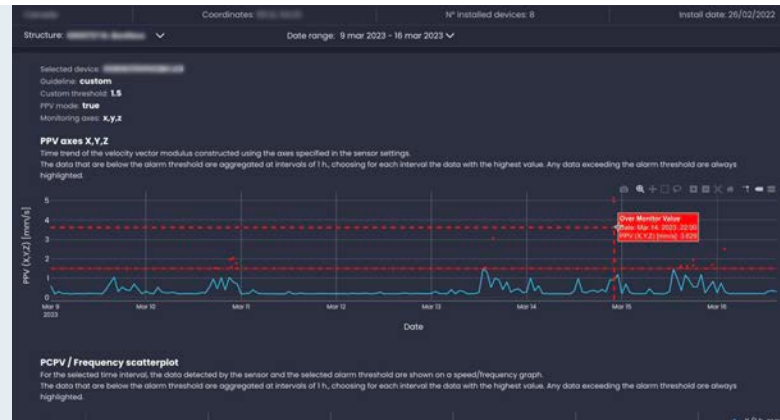 Coordinates:
N° installed devices: 8
Install date: 26/02/2022
Structure:
Date range: 9 mar 2023 - 16 mar 2023
Selected device:
Guideline: custom
Custom threshold: 1.5
PPV mode: true
Monitoring axes: x,y,z
PPV axes X,Y,Z
Time trend of the velocity vector modulus constructed using the axes specified in the sensor settings.
The data that are below the alarm threshold are aggregated at intervals of 1 h., choosing for each interval the data with the highest value. Any data exceeding the alarm threshold are always
highlighted.
PPV (X,Y,Z) [mm/s]
5
4
3
2
1
0
Over Monitor Value
Date: Mar 14, 2023, 22:00
PPV (X,Y,Z) [mm/s]: 3.629
Mar 9
2023
Mar 10
Mar 11
Mar 12
Mar 13
Mar 14
Mar 15
Mar 16
Date
PCPV / Frequency scatterplot
For the selected time interval, the data detected by the sensor and the selected alarm threshold are shown on a speed/frequency graph.
The data that are below the alarm threshold are aggregated at intervals of 1 h., choosing for each interval the data with the highest value. Any data exceeding the alarm threshold are always
highlighted.